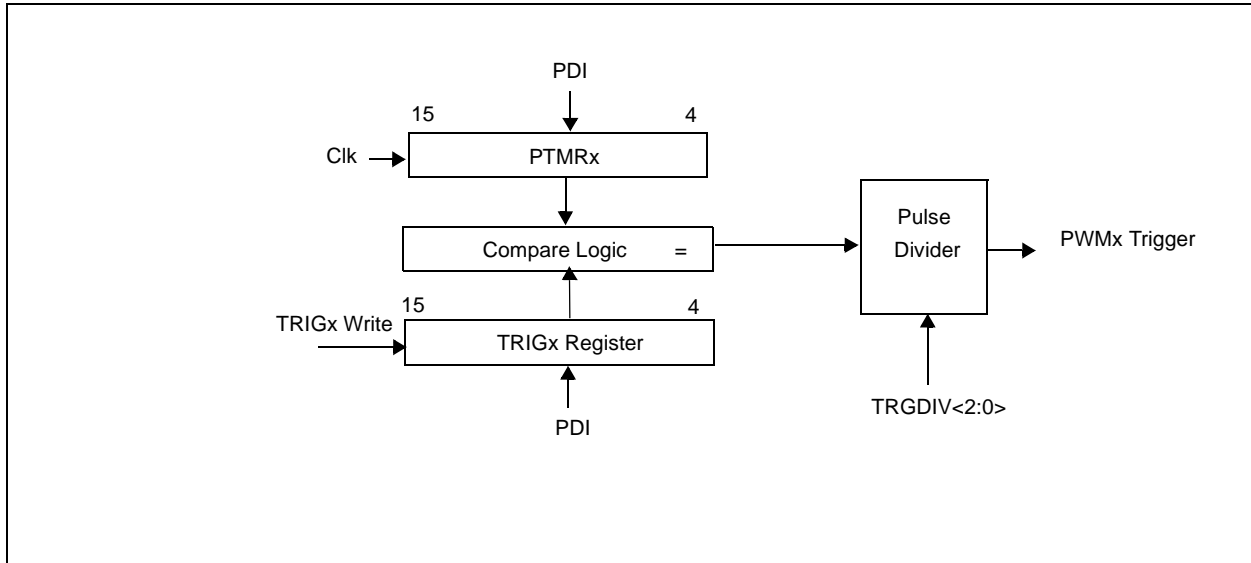 PDI
15 4
Clk
PTMRx
Compare Logic =
Pulse
Divider
PWMx Trigger
15 4
TRIGx Write
TRIGx Register
TRGDIV<2:0>
PDI